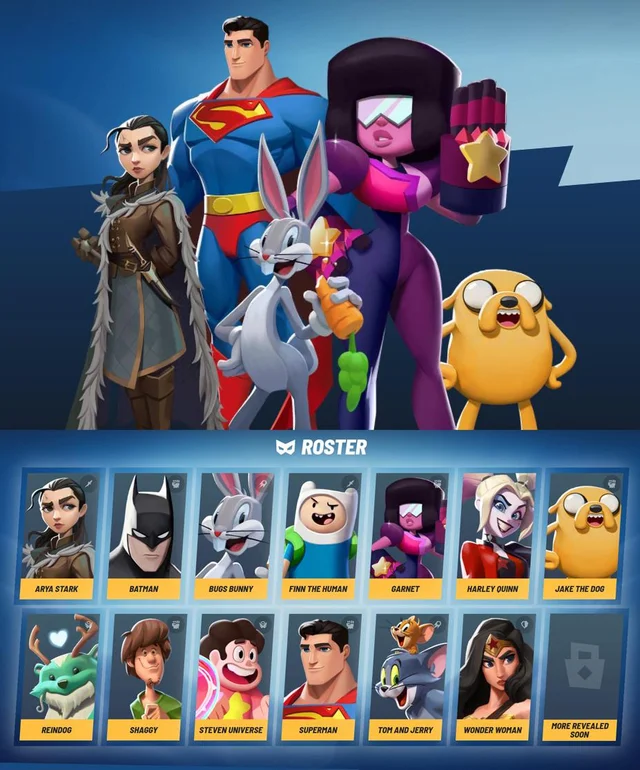 ROSTER
ARYA STARK
BATMAN
BUGS BUNNY
FINN THE HUMAN
GARNET
HARLEY QUINN
JAKE THE DOG
REINDOG
SHAGGY
STEVEN UNIVERSE
SUPERMAN
TOM AND JERRY
WONDER WOMAN
MORE REVEALED
SOON